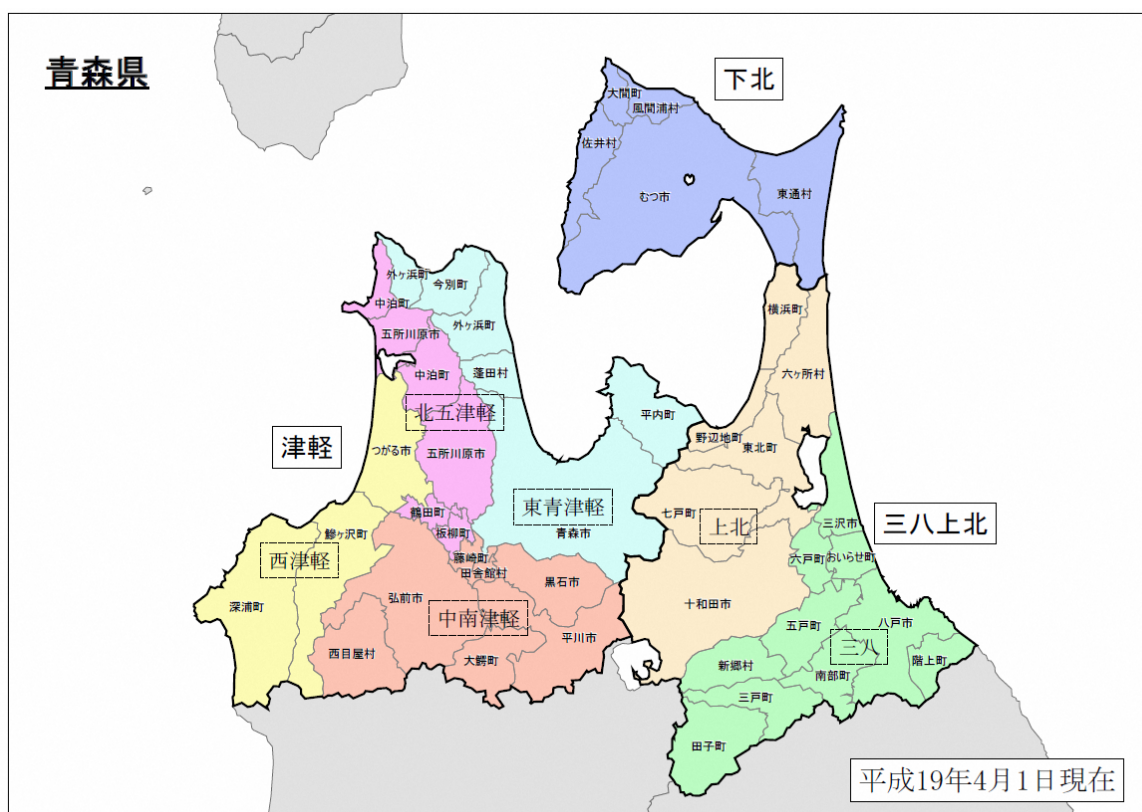 青森県
下北
大間町
風間浦村
佐井村
むつ市
東通村
外ヶ浜町
今別町
中泊町
横浜町
五所川原市
外ヶ浜町
中泊町
蓬田村
六ヶ所村
北五津軽
平内町
野辺地町
東北町
津軽
つがる市
五所川原市
東青津軽
青森市
七戸町
上北
三沢市
三八上北
鶴田町
板柳町
鰺ヶ沢町
西津軽
藤崎町
田舎館村
六戸町
おいらせ町
黒石市
弘前市
深浦町
中南津軽
十和田市
平川市
五戸町
八戸市
三八
西目屋村
大鰐町
新郷村
南部町
階上町
三戸町
田子町
平成19年4月1日現在